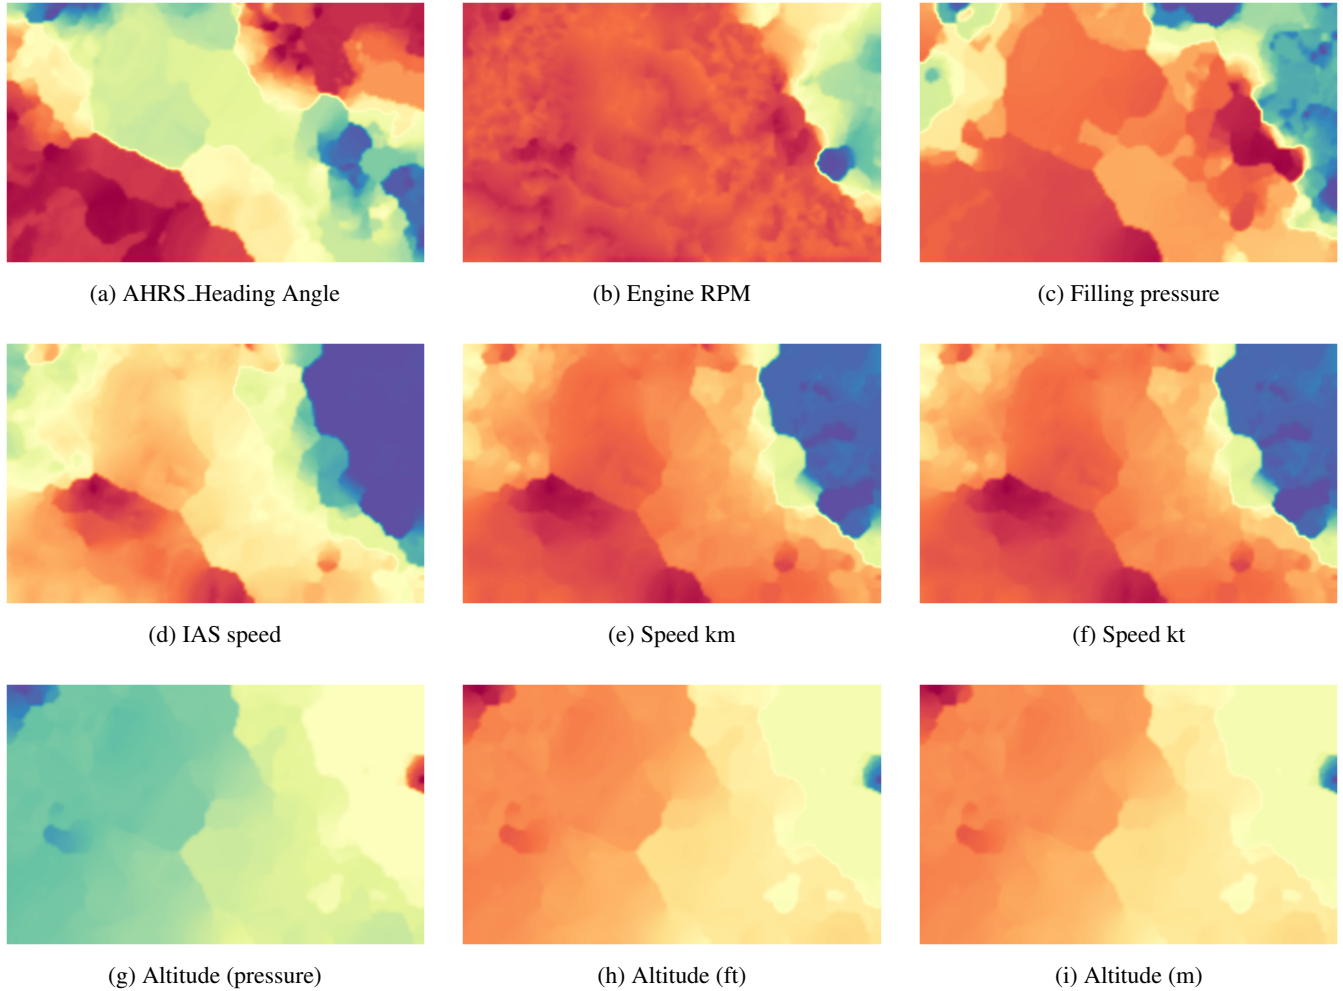 (a) AHRS_Heading Angle
(b) Engine RPM
(c) Filling pressure
(d) IAS speed
(e) Speed km
(f) Speed kt
(g) Altitude (pressure)
(h) Altitude (ft)
(i) Altitude (m)